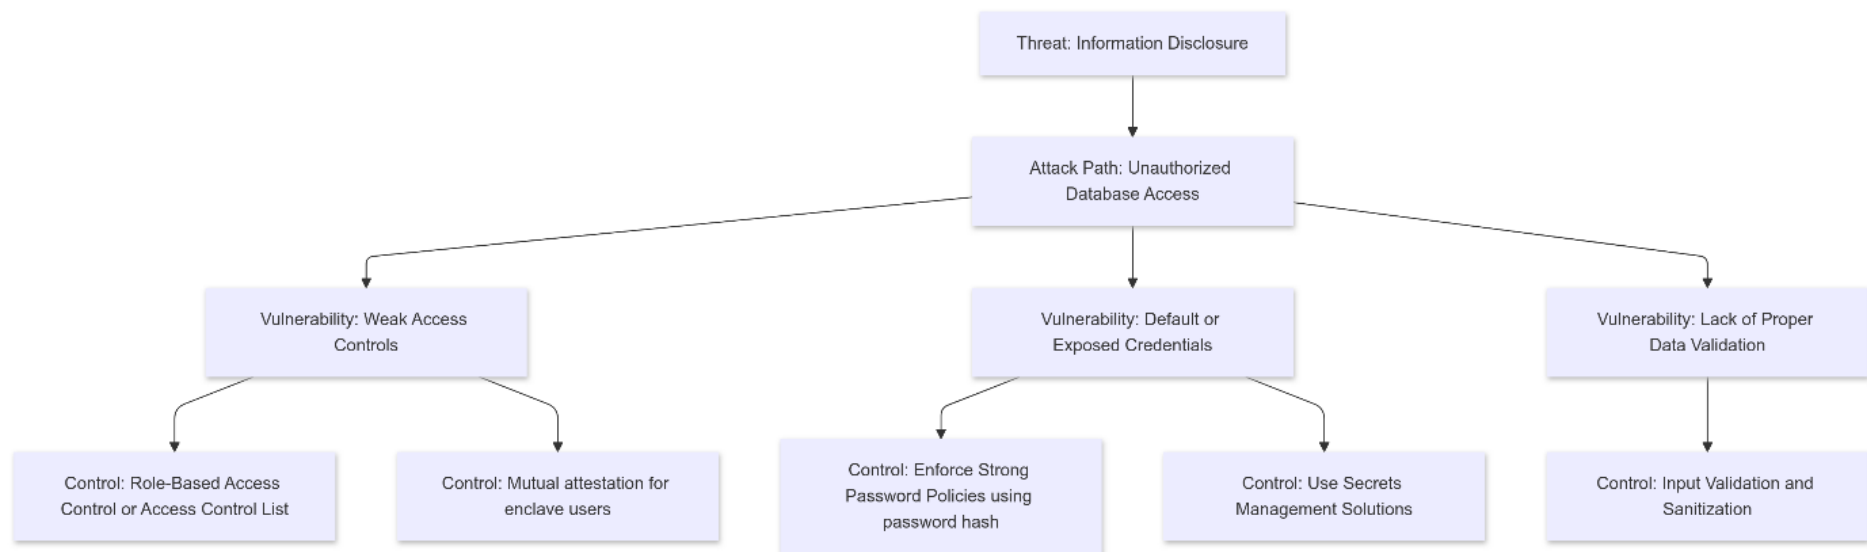 Threat: Information Disclosure
Attack Path: Unauthorized
Database Access
Vulnerability: Weak Access
Controls
Vulnerability: Default or
Exposed Credentials
Vulnerability: Lack of Proper
Data Validation
Control: Role-Based Access
Control or Access Control List
Control: Mutual attestation for
enclave users
Control: Enforce Strong
Password Policies using
password hash
Control: Use Secrets
Management Solutions
Control: Input Validation and
Sanitization